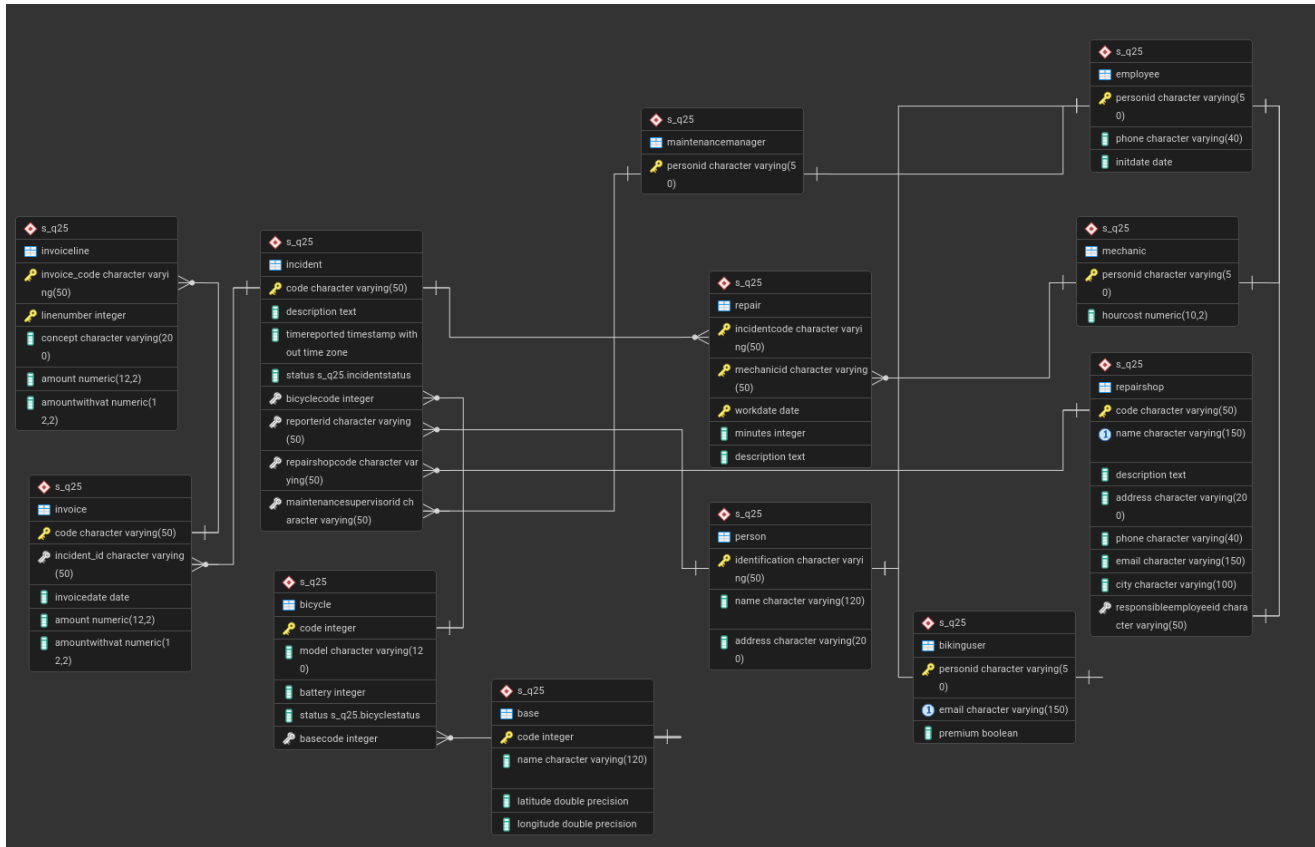 s_q25
employee
personid character varying(5
0)
phone character varying(40)
initdate date
s_q25
maintenancemanager
personid character varying(5
0)
s_q25
invoiceline
invoice_code character varyi
ng(50)
linenumber integer
concept character varying(20
0)
amount numeric(12,2)
amountwithvat numeric(1
2,2)
s_q25
incident
code character varying(50)
description text
timereported timestamp with
out time zone
status s_q25.incidentstatus
bicyclecode integer
reporterid character varying
(50)
repairshopcode character var
ying(50)
maintenancesupervisorid ch
aracter varying(50)
s_q25
repair
incidentcode character varyi
ng(50)
mechanicid character varying
(50)
workdate date
minutes integer
description text
s_q25
mechanic
personid character varying(5
0)
hourcost numeric(10,2)
s_q25
repairshop
code character varying(50)
1
name character varying(150)
description text
address character varying(20
0)
phone character varying(40)
email character varying(150)
city character varying(100)
responsibleemployeeid chara
cter varying(50)
s_q25
invoice
code character varying(50)
incident_id character varying
(50)
invoicedate date
amount numeric(12,2)
amountwithvat numeric(1
2,2)
s_q25
person
identification character varyi
ng(50)
name character varying(120)
address character varying(20
0)
s_q25
bicycle
code integer
model character varying(12
0)
battery integer
status s_q25.bicyclestatus
basecode integer
s_q25
base
code integer
name character varying(120)
latitude double precision
longitude double precision
s_q25
bikinguser
personid character varying(5
0)
1
email character varying(150)
premium boolean